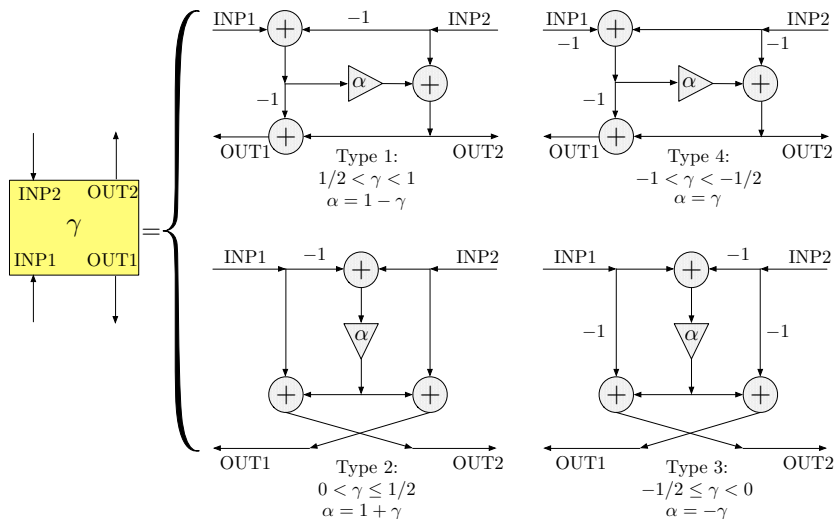 INP1 −1 INP2
+
α +
−1
+
OUT1 OUT2
Type 1:
1/2 < γ < 1
α = 1 − γ
INP1 INP2
+
−1 −1
α +
−1
+
OUT1 OUT2
Type 4:
−1 < γ < −1/2
α = γ
INP2 OUT2
γ
INP1 OUT1
=
INP1 −1 INP2
+
α
+ +
OUT1 OUT2
Type 2:
0 < γ ≤ 1/2
α = 1 + γ
INP1 −1 INP2
+
−1 α −1
+ +
OUT1 OUT2
Type 3:
−1/2 ≤ γ < 0
α = −γ